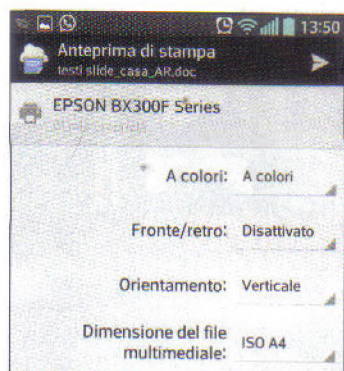 13:50
Anteprima di stampa
testi slide_casa_AR.doc
EPSON BX300F Series
A colori: A colori
Fronte/retro: Disattivato
Orientamento: Verticale
Dimensione del file
multimediale: ISO A4